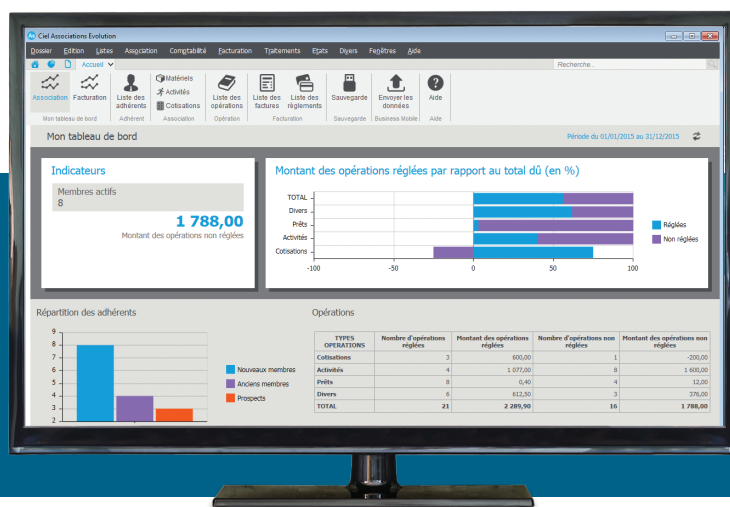 Ciel Associations Evolution
Dossier Edition Listes Association Comptabilité Facturation Traitements Etats Divers Fenêtres Aide
Accueil Recherche...
Association Facturation Liste des adhérents Matériels Activités Cotisations Liste des opérations Liste des factures Liste des règlements Sauvegarde Envoyer les données Aide
Mon tableau de bord Adhérent Association Opération Facturation Sauvegarde Business Mobile Aide
Mon tableau de bord Période du 01/01/2015 au 31/12/2015
Indicateurs
Membres actifs
8
1 788,00
Montant des opérations non réglées
Montant des opérations réglées par rapport au total dû (en %)
TOTAL
Divers
Prêts
Activités
Cotisations
-100 -50 0 50 100
Réglées
Non réglées
Répartition des adhérents
9
8
7
6
5
4
3
2
Nouveaux membres
Anciens membres
Prospects
Opérations
TYPES OPERATIONS Nombre d'opérations réglées Montant des opérations réglées Nombre d'opérations non réglées Montant des opérations non réglées
Cotisations 3 600,00 1 -200,00
Activités 4 1 077,00 8 1 600,00
Prêts 8 0,40 4 12,00
Divers 6 612,50 3 376,00
TOTAL 21 2 289,90 16 1 788,00